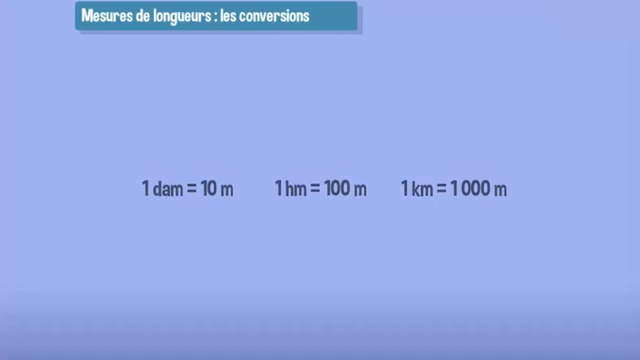 Mesures de longueurs : les conversions
1 dam = 10 m 1 hm = 100 m 1 km = 1 000 m